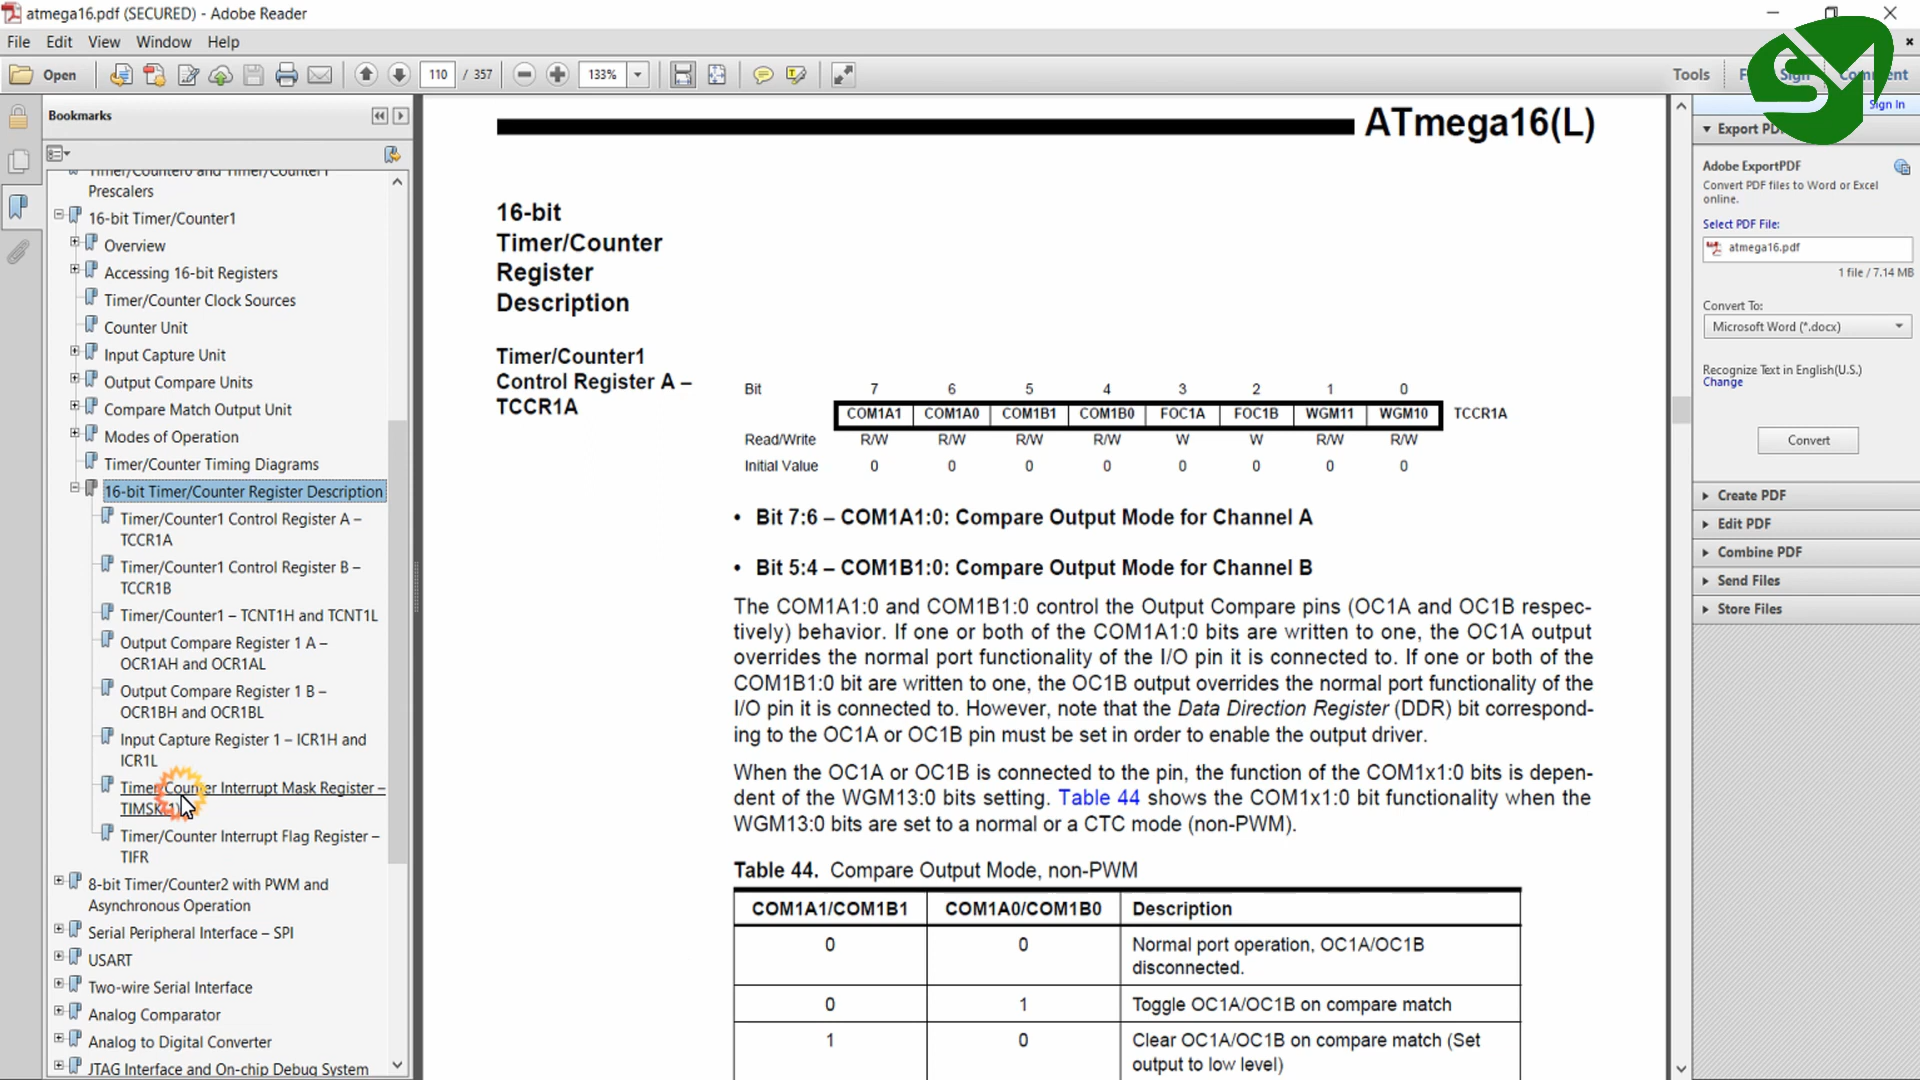 atmega16.pdf (SECURED) - Adobe Reader
File Edit View Window Help
Open 110 / 357 133% Tools Comment
Sign In
Bookmarks
Timer/Counter0 and Timer/Counter1
Prescalers
16-bit Timer/Counter1
Overview
Accessing 16-bit Registers
Timer/Counter Clock Sources
Counter Unit
Input Capture Unit
Output Compare Units
Compare Match Output Unit
Modes of Operation
Timer/Counter Timing Diagrams
16-bit Timer/Counter Register Description
Timer/Counter1 Control Register A –
TCCR1A
Timer/Counter1 Control Register B –
TCCR1B
Timer/Counter1 – TCNT1H and TCNT1L
Output Compare Register 1 A –
OCR1AH and OCR1AL
Output Compare Register 1 B –
OCR1BH and OCR1BL
Input Capture Register 1 – ICR1H and
ICR1L
Timer/Counter Interrupt Mask Register –
TIMSK(1)
Timer/Counter Interrupt Flag Register –
TIFR
8-bit Timer/Counter2 with PWM and
Asynchronous Operation
Serial Peripheral Interface – SPI
USART
Two-wire Serial Interface
Analog Comparator
Analog to Digital Converter
JTAG Interface and On-chip Debug System
ATmega16(L)
16-bit
Timer/Counter
Register
Description
Timer/Counter1
Control Register A –
TCCR1A
Bit 7 6 5 4 3 2 1 0
COM1A1 COM1A0 COM1B1 COM1B0 FOC1A FOC1B WGM11 WGM10 TCCR1A
Read/Write R/W R/W R/W R/W W W R/W R/W
Initial Value 0 0 0 0 0 0 0 0
• Bit 7:6 – COM1A1:0: Compare Output Mode for Channel A
• Bit 5:4 – COM1B1:0: Compare Output Mode for Channel B
The COM1A1:0 and COM1B1:0 control the Output Compare pins (OC1A and OC1B respec-
tively) behavior. If one or both of the COM1A1:0 bits are written to one, the OC1A output
overrides the normal port functionality of the I/O pin it is connected to. If one or both of the
COM1B1:0 bit are written to one, the OC1B output overrides the normal port functionality of the
I/O pin it is connected to. However, note that the Data Direction Register (DDR) bit correspond-
ing to the OC1A or OC1B pin must be set in order to enable the output driver.
When the OC1A or OC1B is connected to the pin, the function of the COM1x1:0 bits is depen-
dent of the WGM13:0 bits setting. Table 44 shows the COM1x1:0 bit functionality when the
WGM13:0 bits are set to a normal or a CTC mode (non-PWM).
Table 44. Compare Output Mode, non-PWM
COM1A1/COM1B1 COM1A0/COM1B0 Description
0 0 Normal port operation, OC1A/OC1B
disconnected.
0 1 Toggle OC1A/OC1B on compare match
1 0 Clear OC1A/OC1B on compare match (Set
output to low level)
SM
Export PDF
Adobe ExportPDF
Convert PDF files to Word or Excel
online.
Select PDF File:
atmega16.pdf
1 file / 7.14 MB
Convert To:
Microsoft Word (*.docx)
Recognize Text in English(U.S.)
Change
Convert
Create PDF
Edit PDF
Combine PDF
Send Files
Store Files